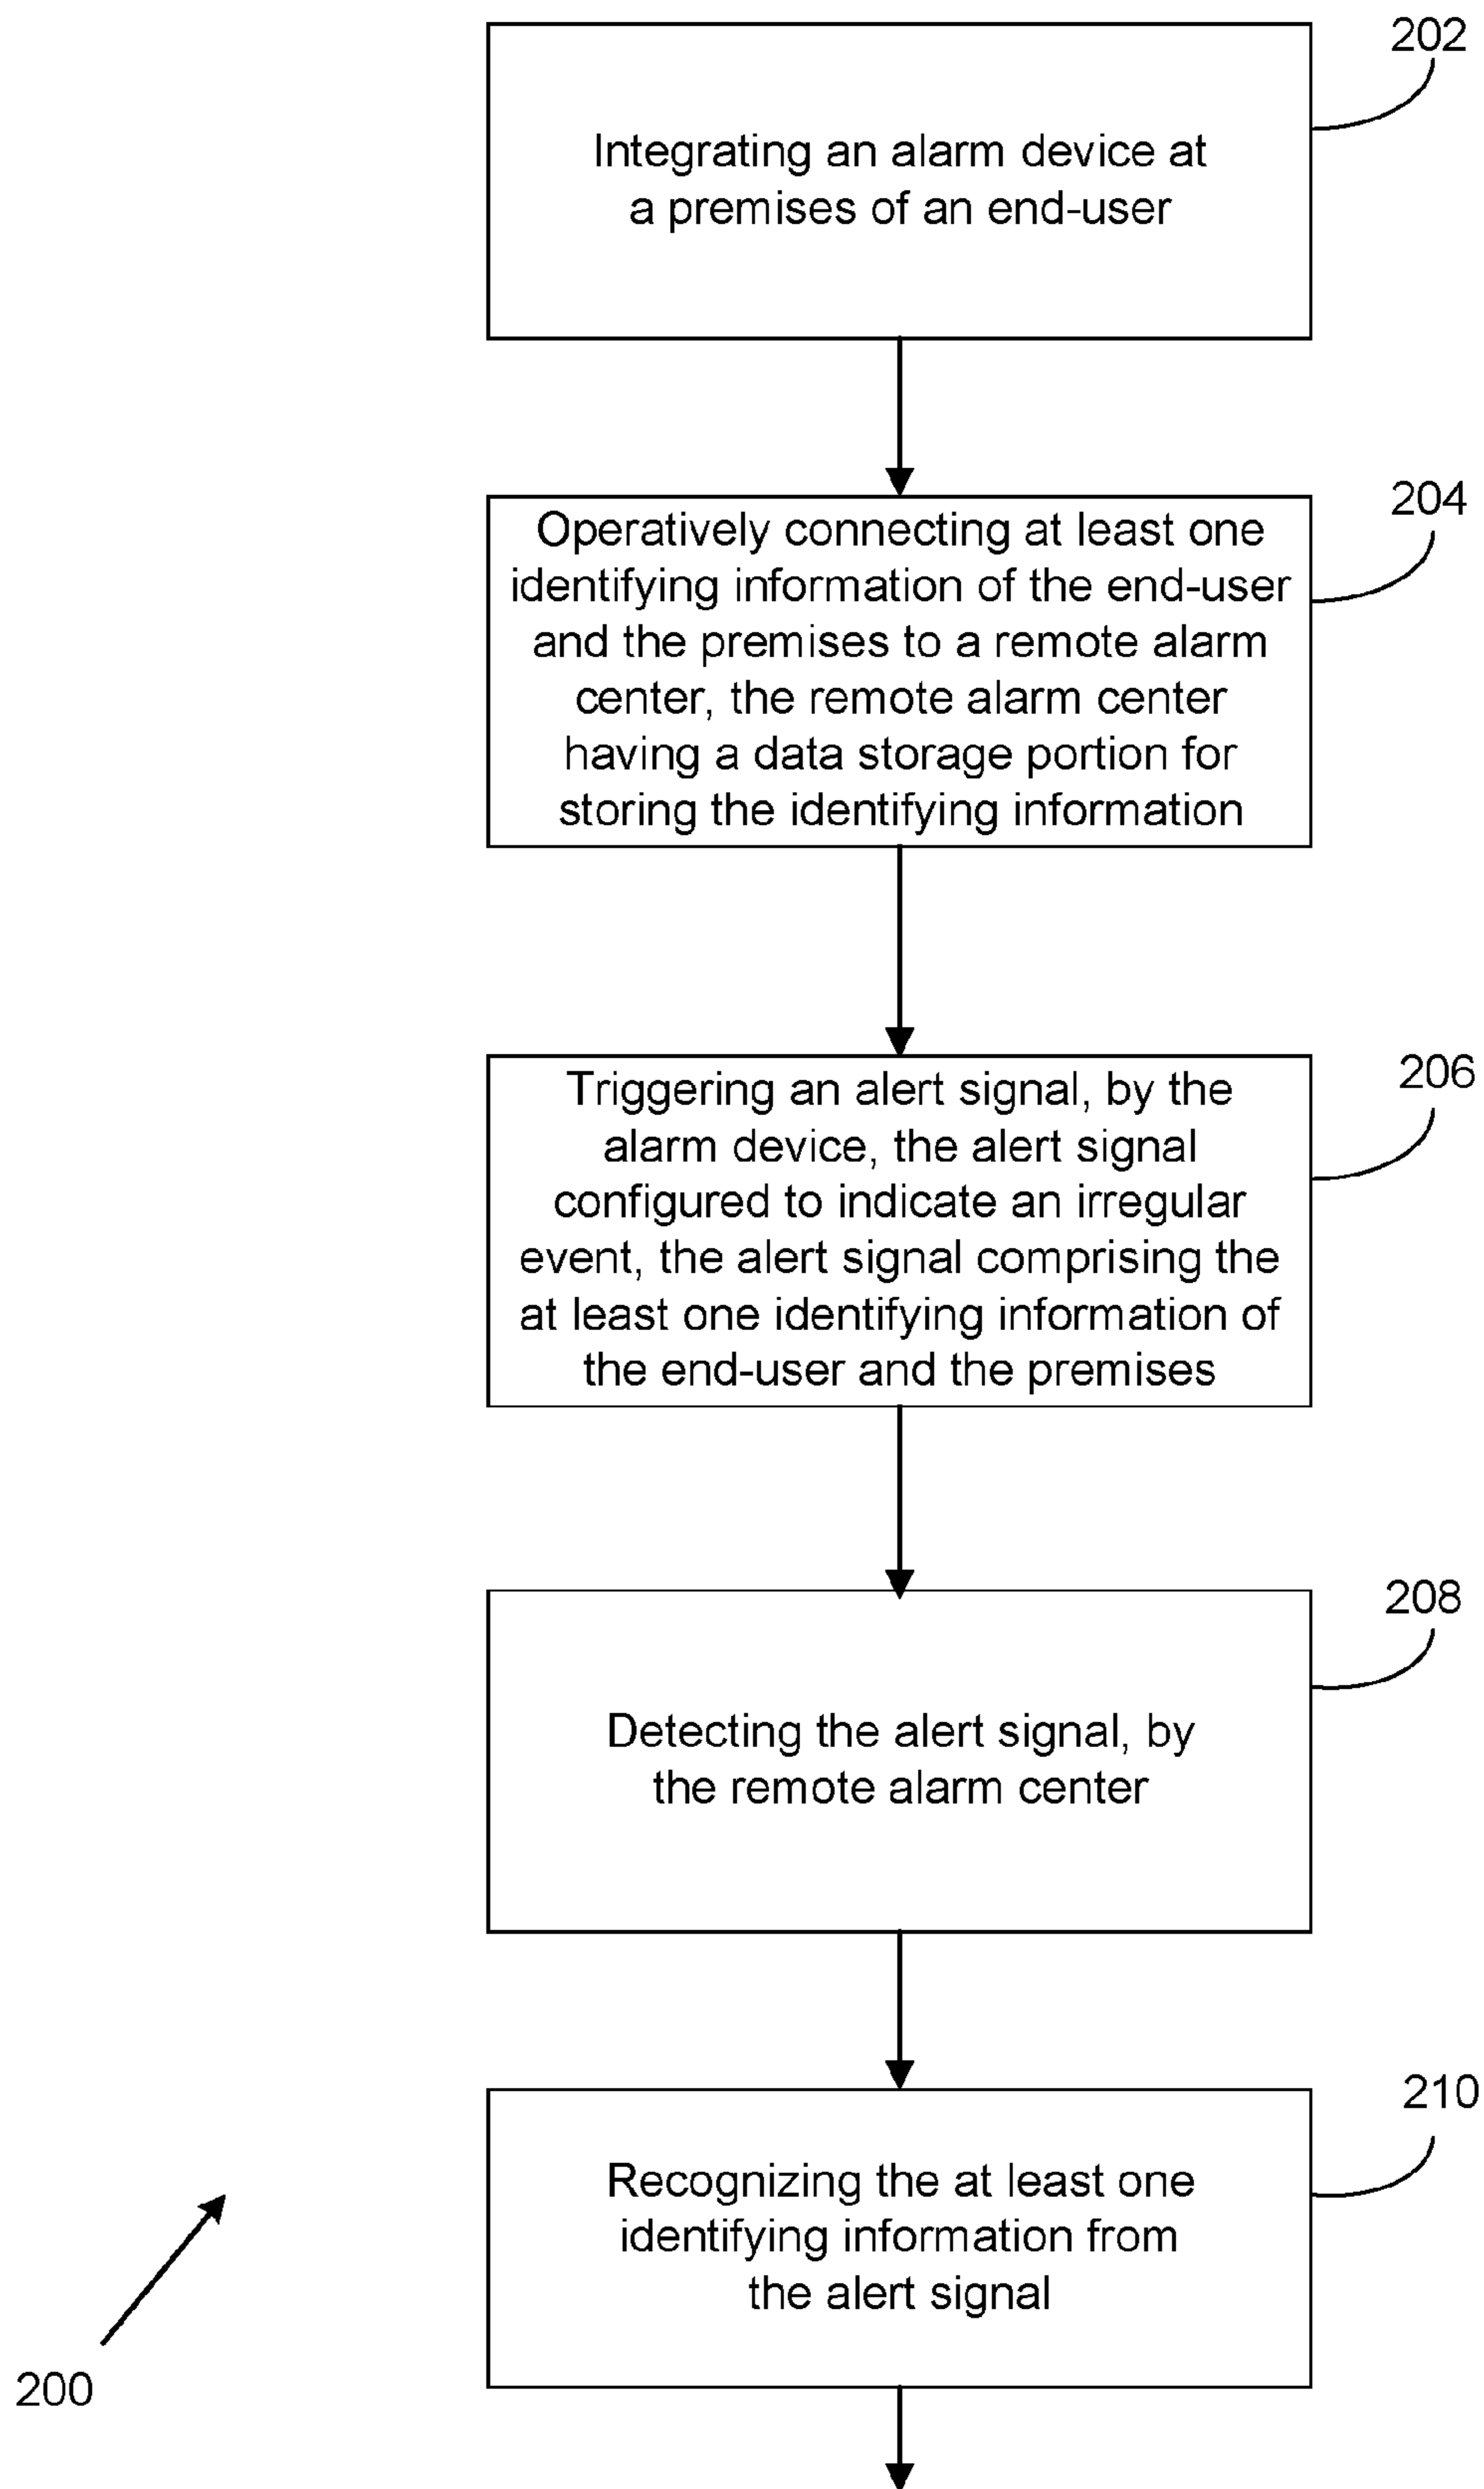 202
Integrating an alarm device at
a premises of an end-user
204
Operatively connecting at least one
identifying information of the end-user
and the premises to a remote alarm
center, the remote alarm center
having a data storage portion for
storing the identifying information
206
Triggering an alert signal, by the
alarm device, the alert signal
configured to indicate an irregular
event, the alert signal comprising the
at least one identifying information of
the end-user and the premises
208
Detecting the alert signal, by
the remote alarm center
210
Recognizing the at least one
identifying information from
the alert signal
200